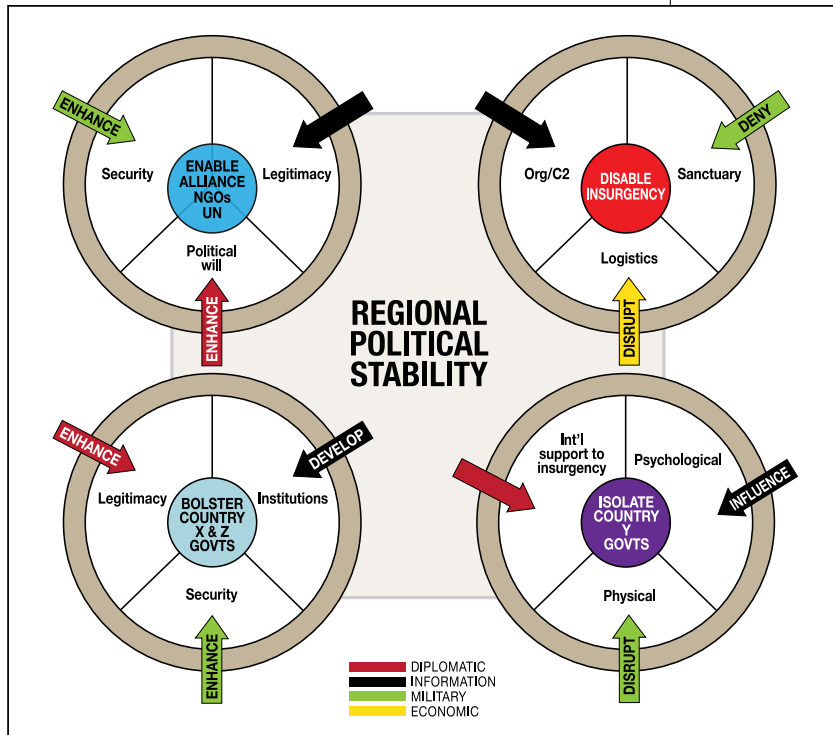 ENHANCE
Security
ENABLE
ALLIANCE
NGOs
UN
Legitimacy
Political
will
ENHANCE
Org/C2
DISABLE
INSURGENCY
DENY
Sanctuary
Logistics
DISRUPT
REGIONAL
POLITICAL
STABILITY
ENHANCE
Legitimacy
BOLSTER
COUNTRY
X & Z
GOVTS
DEVELOP
Institutions
Security
ENHANCE
Int'l
support to
insurgency
Psychological
ISOLATE
COUNTRY
Y
GOVTS
INFLUENCE
Physical
DISRUPT
DIPLOMATIC
INFORMATION
MILITARY
ECONOMIC